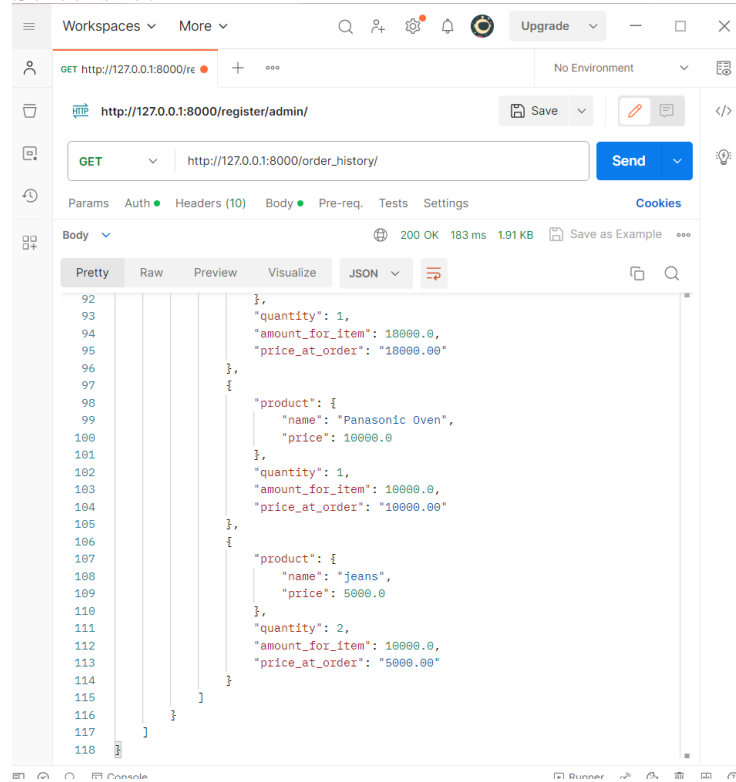 Workspaces More Upgrade
GET http://127.0.0.1:8000/re No Environment
HTTP http://127.0.0.1:8000/register/admin/ Save
GET http://127.0.0.1:8000/order_history/ Send
Params Auth Headers (10) Body Pre-req. Tests Settings Cookies
Body 200 OK 183 ms 1.91 KB Save as Example
Pretty Raw Preview Visualize JSON
92 },
93 "quantity": 1,
94 "amount_for_item": 18000.0,
95 "price_at_order": "18000.00"
96 },
97 {
98 "product": {
99 "name": "Panasonic Oven",
100 "price": 10000.0
101 },
102 "quantity": 1,
103 "amount_for_item": 10000.0,
104 "price_at_order": "10000.00"
105 },
106 {
107 "product": {
108 "name": "jeans",
109 "price": 5000.0
110 },
111 "quantity": 2,
112 "amount_for_item": 10000.0,
113 "price_at_order": "5000.00"
114 }
115 ]
116 }
117 ]
118 }
Console Runner